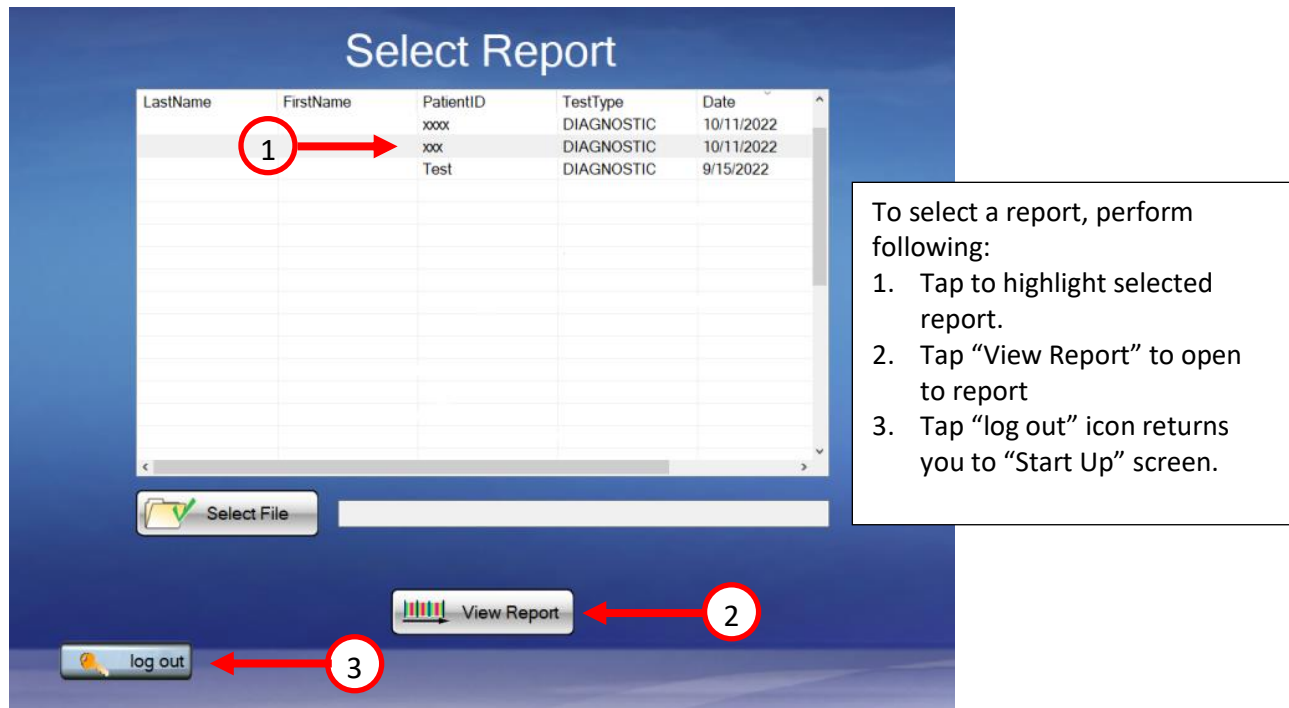 Select Report
LastName FirstName PatientID TestType Date
xxxx DIAGNOSTIC 10/11/2022
1
xxx DIAGNOSTIC 10/11/2022
Test DIAGNOSTIC 9/15/2022
To select a report, perform
following:
1. Tap to highlight selected
report.
2. Tap “View Report” to open
to report
3. Tap “log out” icon returns
you to “Start Up” screen.
Select File
View Report
2
log out
3